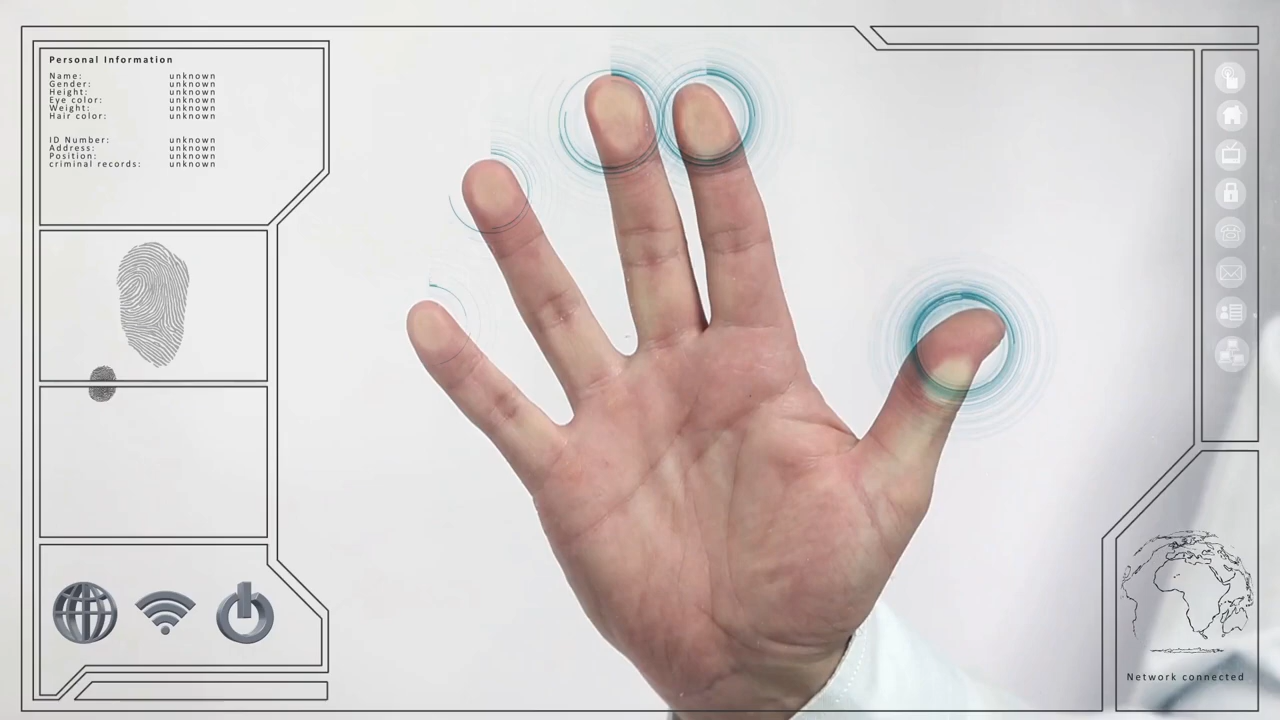 Personal Information
Name: unknown
Gender: unknown
Height: unknown
Eye color: unknown
Weight: unknown
Hair color: unknown
ID Number: unknown
Address: unknown
Position: unknown
criminal records: unknown
Network connected